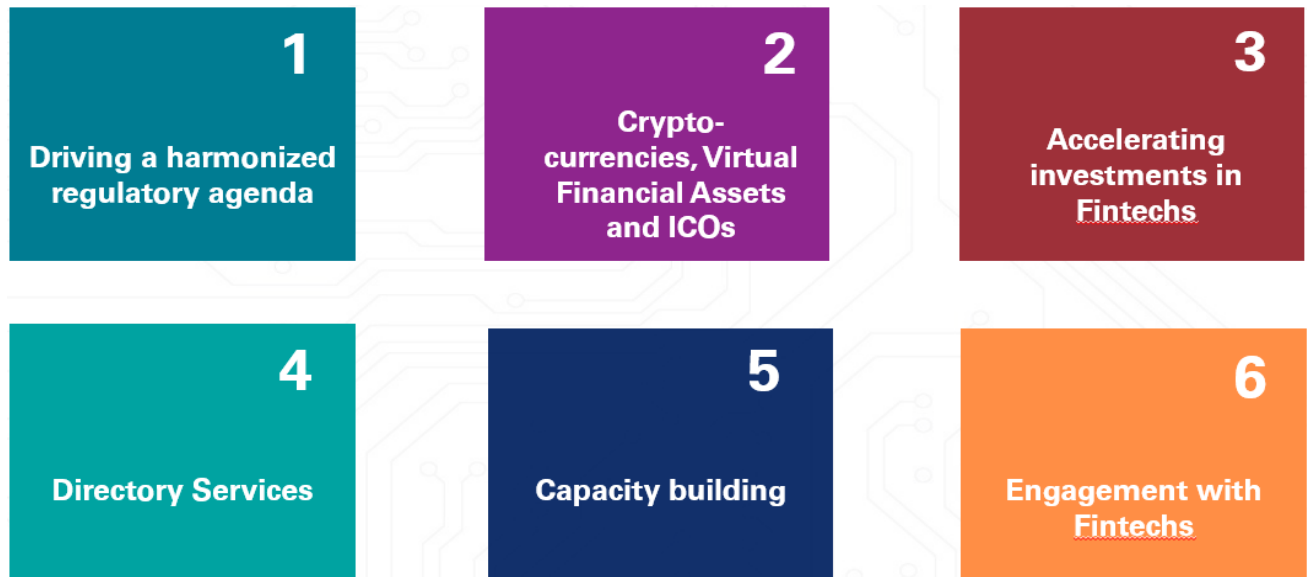 1
Driving a harmonized
regulatory agenda
2
Crypto-
currencies, Virtual
Financial Assets
and ICOs
3
Accelerating
investments in
Fintechs
4
Directory Services
5
Capacity building
6
Engagement with
Fintechs